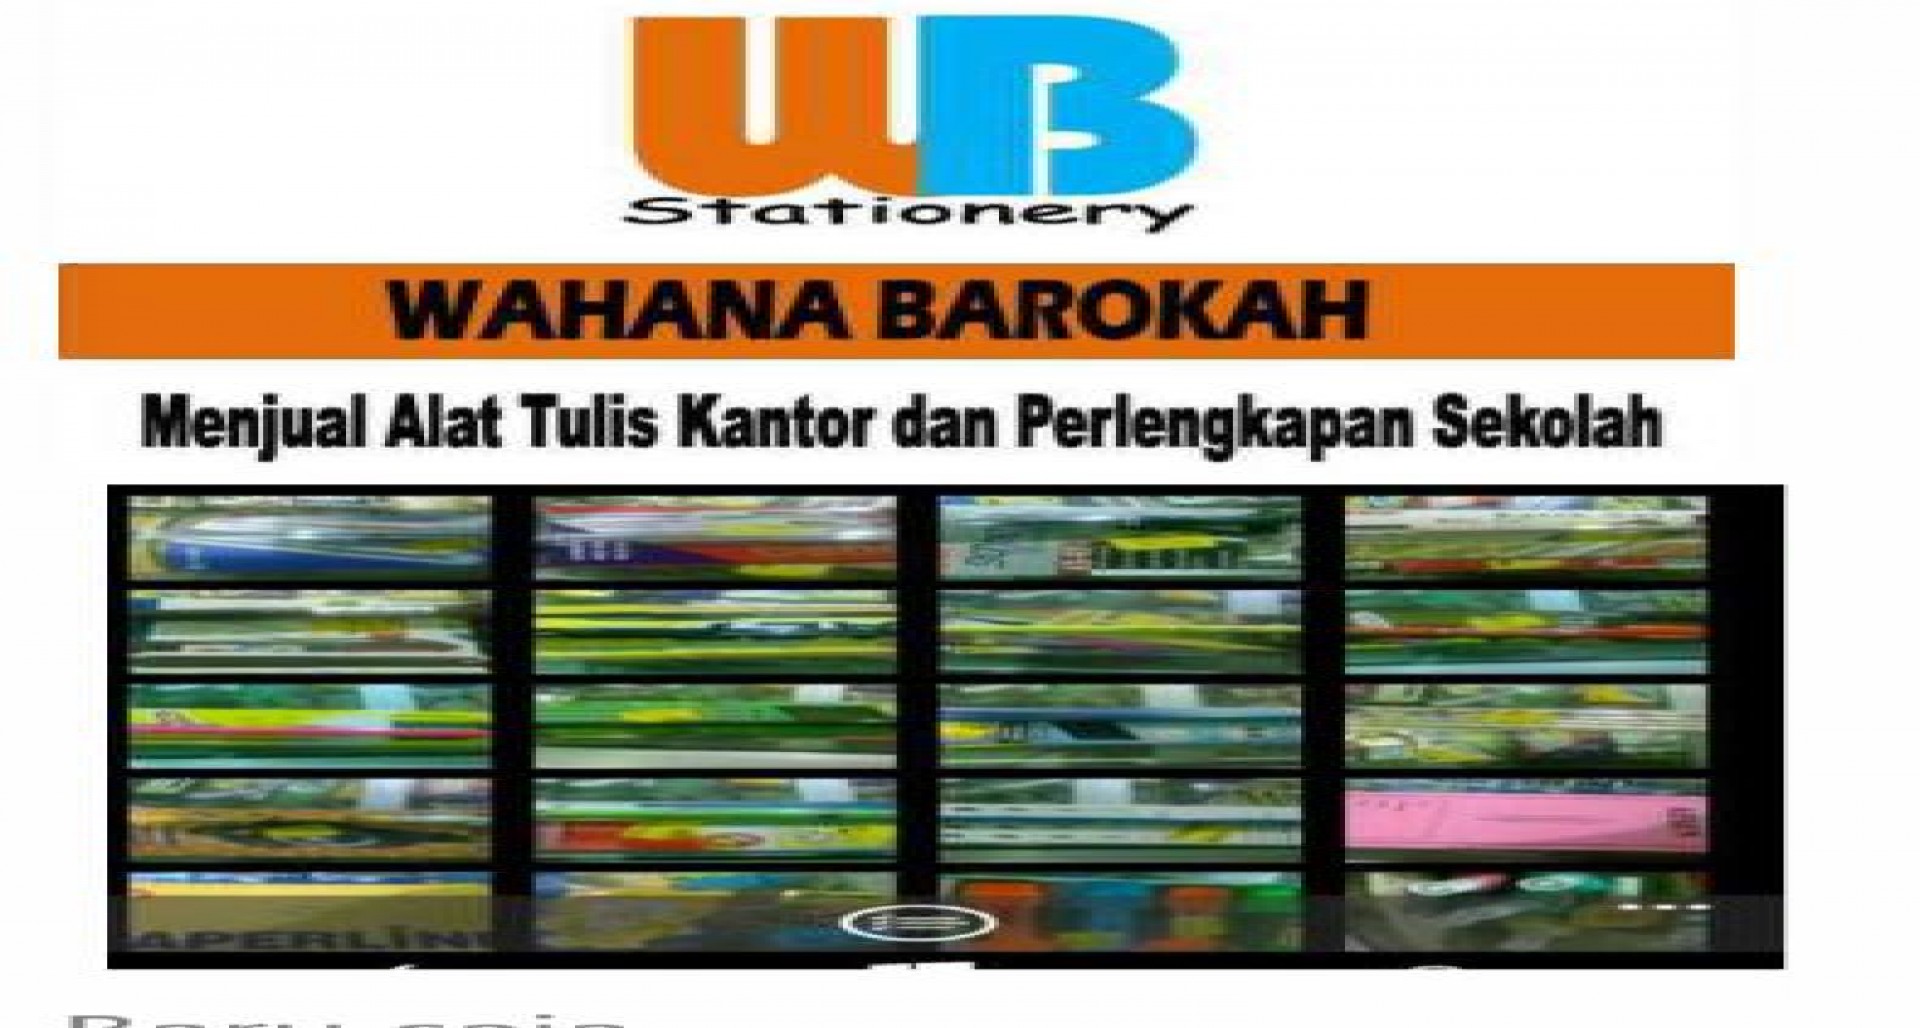 WB
Stationery
WAHANA BAROKAH
Menjual Alat Tulis Kantor dan Perlengkapan Sekolah